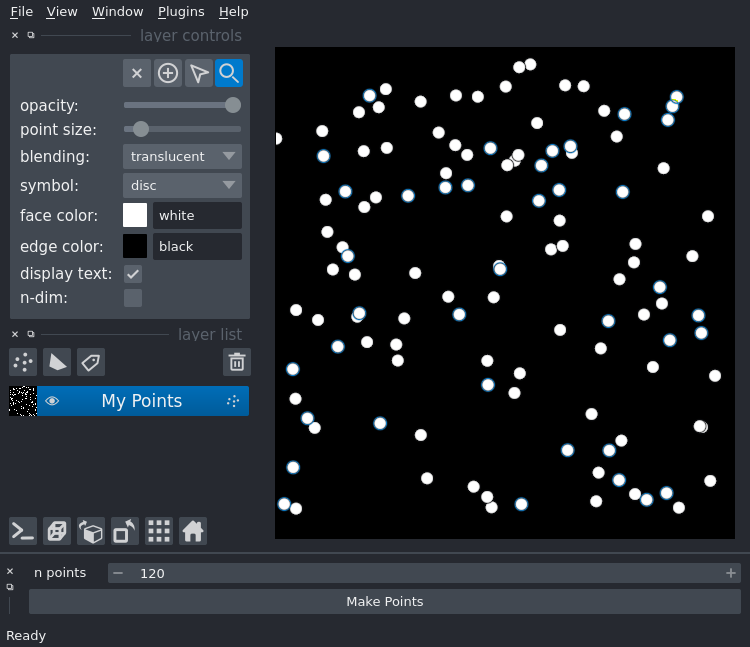 File View Window Plugins Help
layer controls
opacity:
point size:
blending: translucent
symbol: disc
face color: white
edge color: black
display text:
n-dim:
layer list
My Points
n points 120
Make Points
Ready